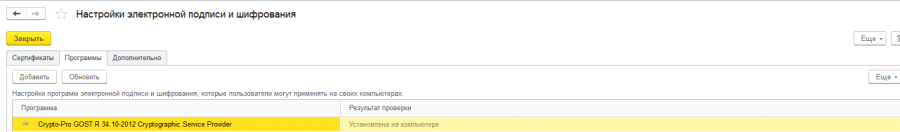 Настройки электронной подписи и шифрования
Закрыть
Еще
?
Сертификаты Программы Дополнительно
Добавить Обновить
Еще
Настройки программ электронной подписи и шифрования, которые пользователи могут применять на своих компьютерах:
Программа Результат проверки
Crypto-Pro GOST R 34.10-2012 Cryptographic Service Provider Установлена на компьютере.